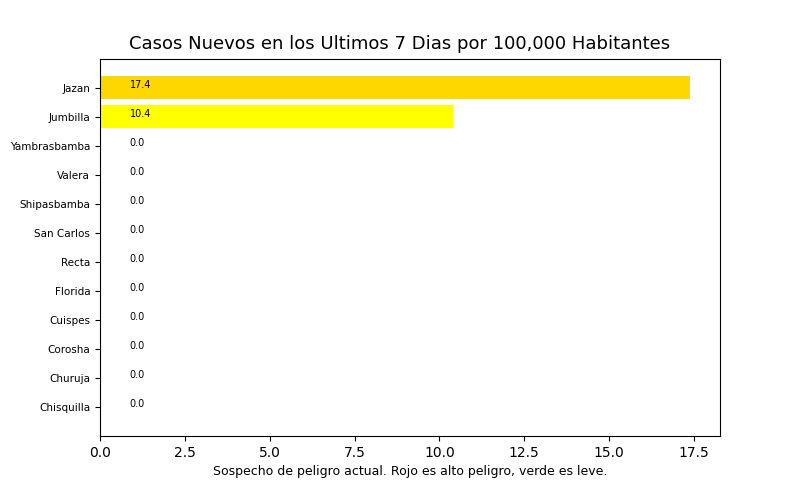 Casos Nuevos en los Ultimos 7 Dias por 100,000 Habitantes
Jazan 17.4
Jumbilla 10.4
Yambrasbamba 0.0
Valera 0.0
Shipasbamba 0.0
San Carlos 0.0
Recta 0.0
Florida 0.0
Cuispes 0.0
Corosha 0.0
Churuja 0.0
Chisquilla 0.0
0.0 2.5 5.0 7.5 10.0 12.5 15.0 17.5
Sospecho de peligro actual. Rojo es alto peligro, verde es leve.